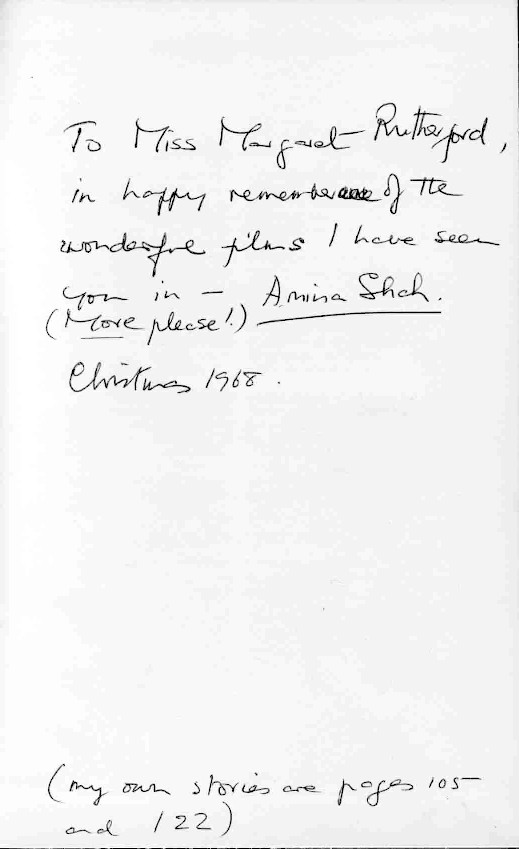 To Miss Margaret Rutherford,
in happy remembrance of the
wonderful films I have seen
you in — Amina Shah.
(More please!)
Christmas 1968.
(my own stories are pages 105
and 122)